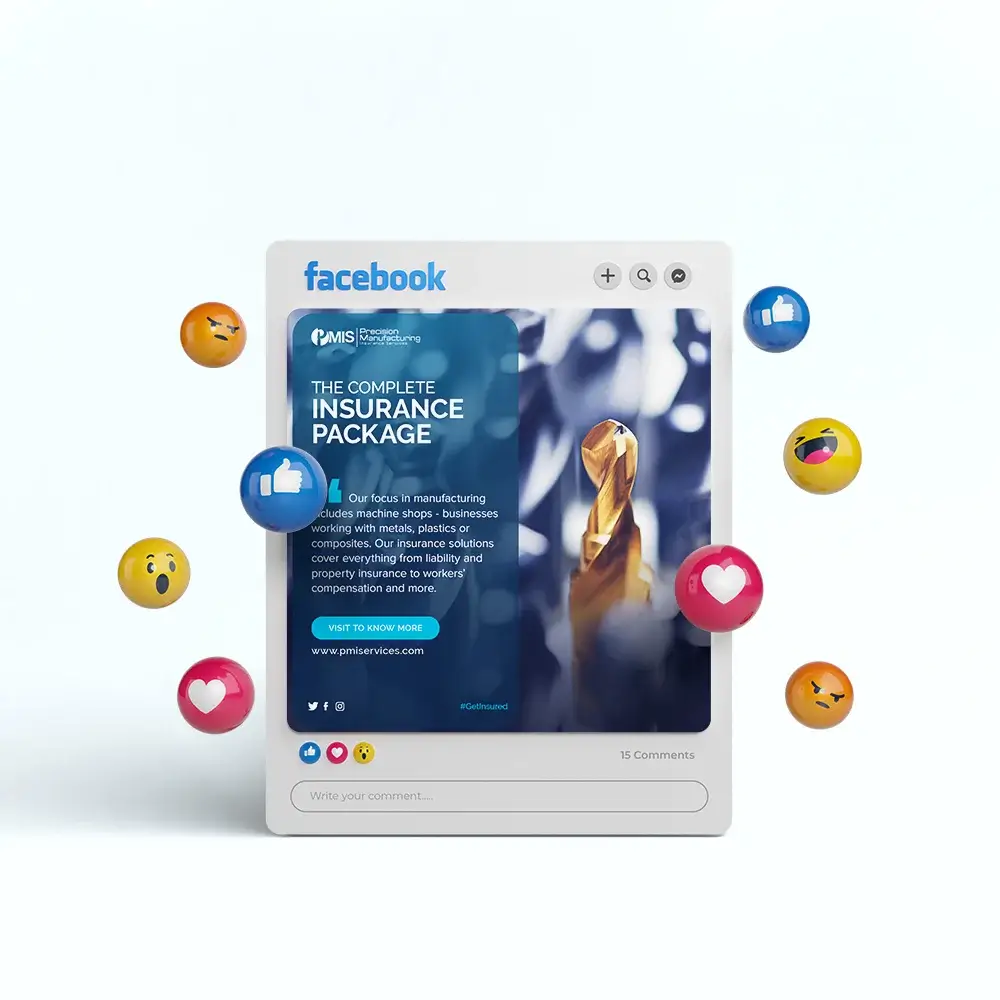 facebook
PMIS
Precision
Manufacturing
Insurance Services
THE COMPLETE
INSURANCE
PACKAGE
Our focus in manufacturing
includes machine shops - businesses
working with metals, plastics or
composites. Our insurance solutions
cover everything from liability and
property insurance to workers'
compensation and more.
VISIT TO KNOW MORE
www.pmiservices.com
#GetInsured
15 Comments
Write your comment.....